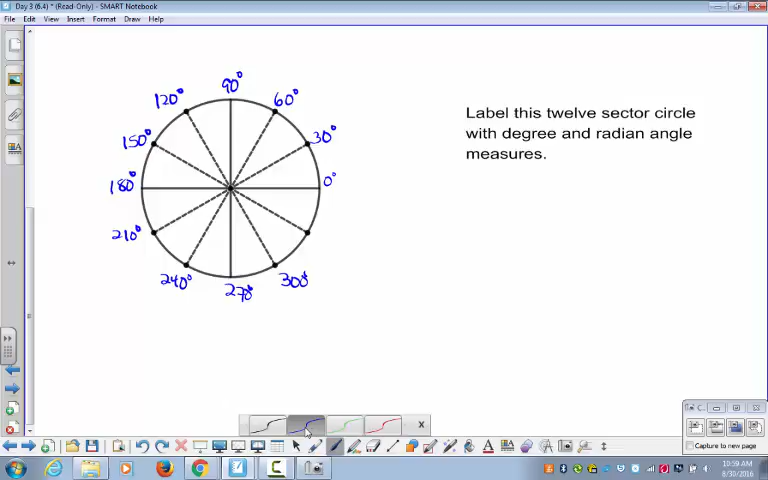 Day 3 (6.4) * (Read-Only) - SMART Notebook
File Edit View Insert Format Draw Help
90°
120° 60°
150° 30°
180° 0°
210°
240° 300°
270°
Label this twelve sector circle
with degree and radian angle
measures.
Capture to new page
10:59 AM
8/30/2016